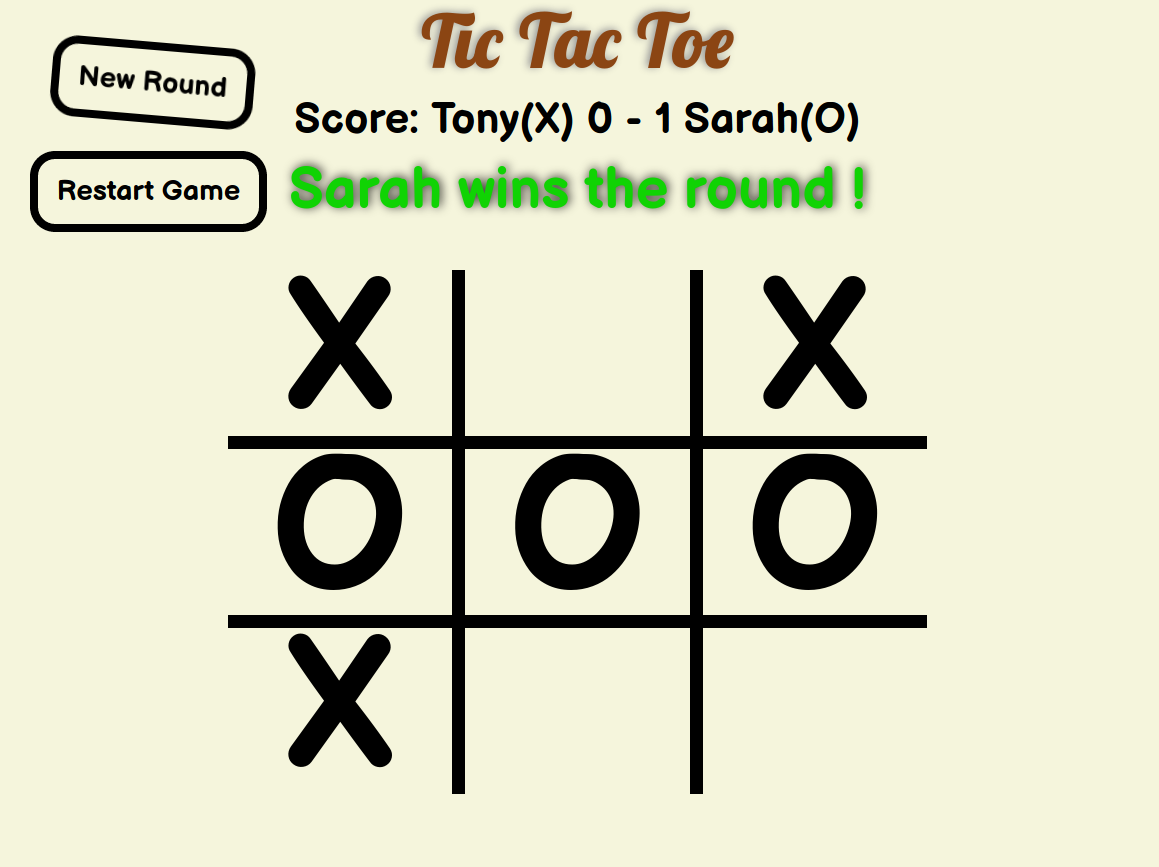 Tic Tac Toe
New Round
Score: Tony(X) 0 - 1 Sarah(O)
Restart Game
Sarah wins the round !
X X
O O O
X